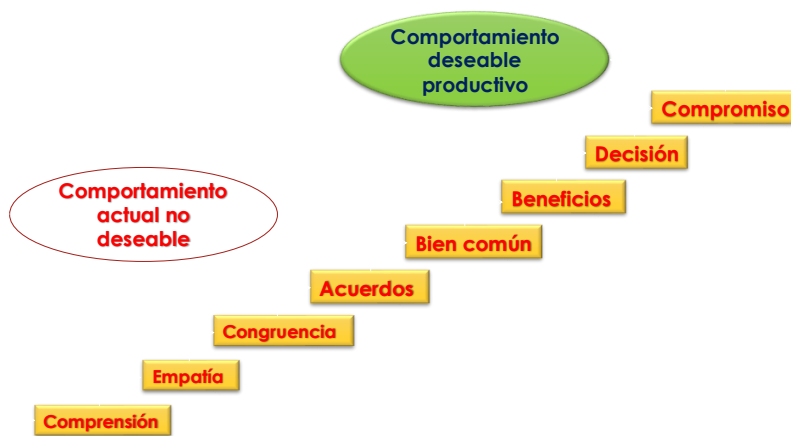 Comportamiento
deseable
productivo
Compromiso
Decisión
Comportamiento
actual no
deseable
Beneficios
Bien común
Acuerdos
Congruencia
Empatía
Comprensión